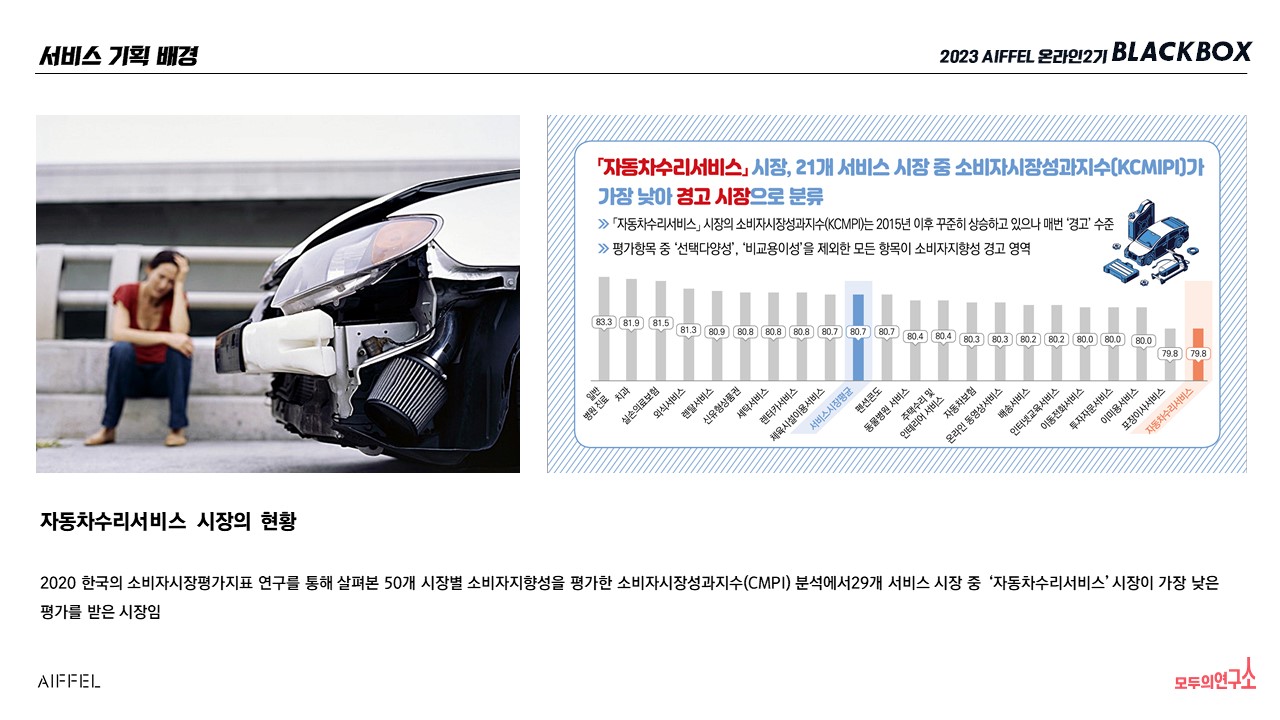 서비스 기획 배경
2023 AIFFEL 온라인2기 BLACKBOX
「자동차수리서비스」 시장, 21개 서비스 시장 중 소비자시장성과지수(KCMIPI)가
가장 낮아 경고 시장으로 분류
» 「자동차수리서비스」 시장의 소비자시장성과지수(KCMPI)는 2015년 이후 꾸준히 상승하고 있으나 매번 ‘경고’ 수준
» 평가항목 중 ‘선택다양성’, ‘비교용이성’을 제외한 모든 항목이 소비자지향성 경고 영역
83.3 81.9 81.5 81.3 80.9 80.8 80.8 80.8 80.7 80.7 80.7 80.4 80.4 80.3 80.3 80.2 80.2 80.0 80.0 80.0 79.8 79.8
일반
병원 진료
치과
실손의료보험
외식서비스
렌탈서비스
신유형상품권
세탁서비스
렌터카서비스
체육시설이용서비스
서비스시장평균
팬션콘도
동물병원 서비스
주택수리 및
인테리어 서비스
자동차보험
온라인 동영상서비스
배송서비스
인터넷교육서비스
이동전화서비스
투자자문서비스
이미용서비스
포장이사서비스
자동차수리서비스
자동차수리서비스 시장의 현황
2020 한국의 소비자시장평가지표 연구를 통해 살펴본 50개 시장별 소비자지향성을 평가한 소비자시장성과지수(CMPI) 분석에서29개 서비스 시장 중 ‘자동차수리서비스’ 시장이 가장 낮은
평가를 받은 시장임
AIFFEL
모두의연구소